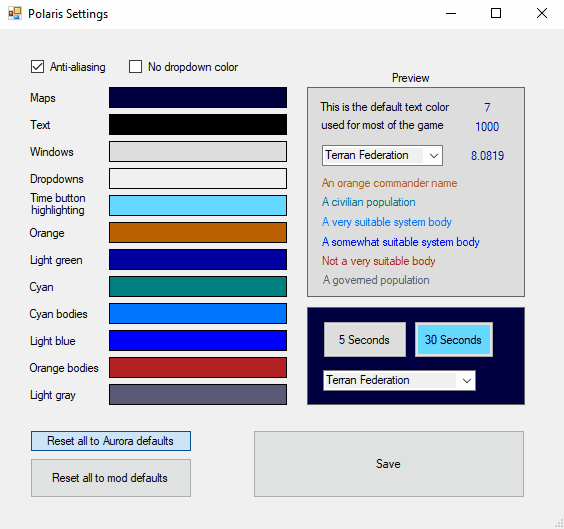 Polaris Settings
Anti-aliasing
No dropdown color
Preview
Maps
Text
Windows
Dropdowns
Time button
highlighting
Orange
Light green
Cyan
Cyan bodies
Light blue
Orange bodies
Light gray
This is the default text color 7
used for most of the game 1000
Terran Federation 8.0819
An orange commander name
A civilian population
A very suitable system body
A somewhat suitable system body
Not a very suitable body
A governed population
5 Seconds 30 Seconds
Terran Federation
Reset all to Aurora defaults
Reset all to mod defaults
Save